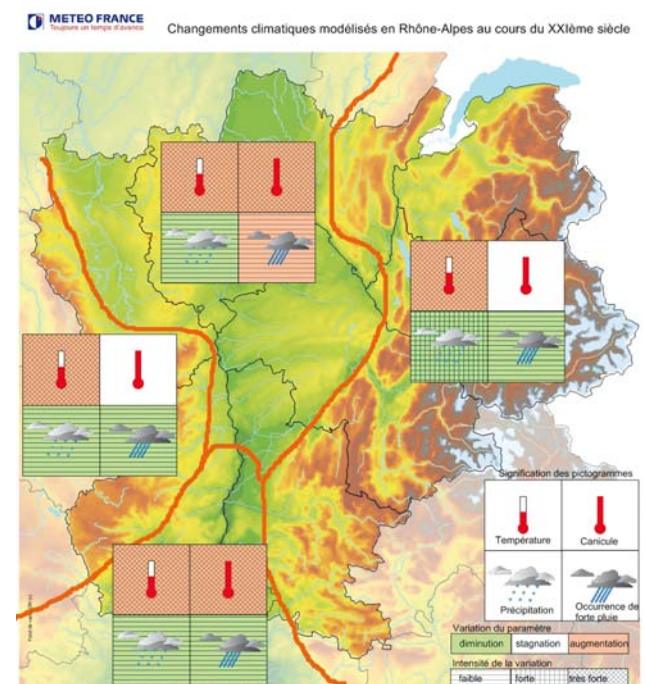 METEO FRANCE
Toujours un temps d'avance
Changements climatiques modélisés en Rhône-Alpes au cours du XXIème siècle
Signification des pictogrammes
Température
Canicule
Précipitation
Occurrence de
forte pluie
Variation du paramètre
diminution
stagnation
augmentation
Intensité de la variation
faible
forte
très forte